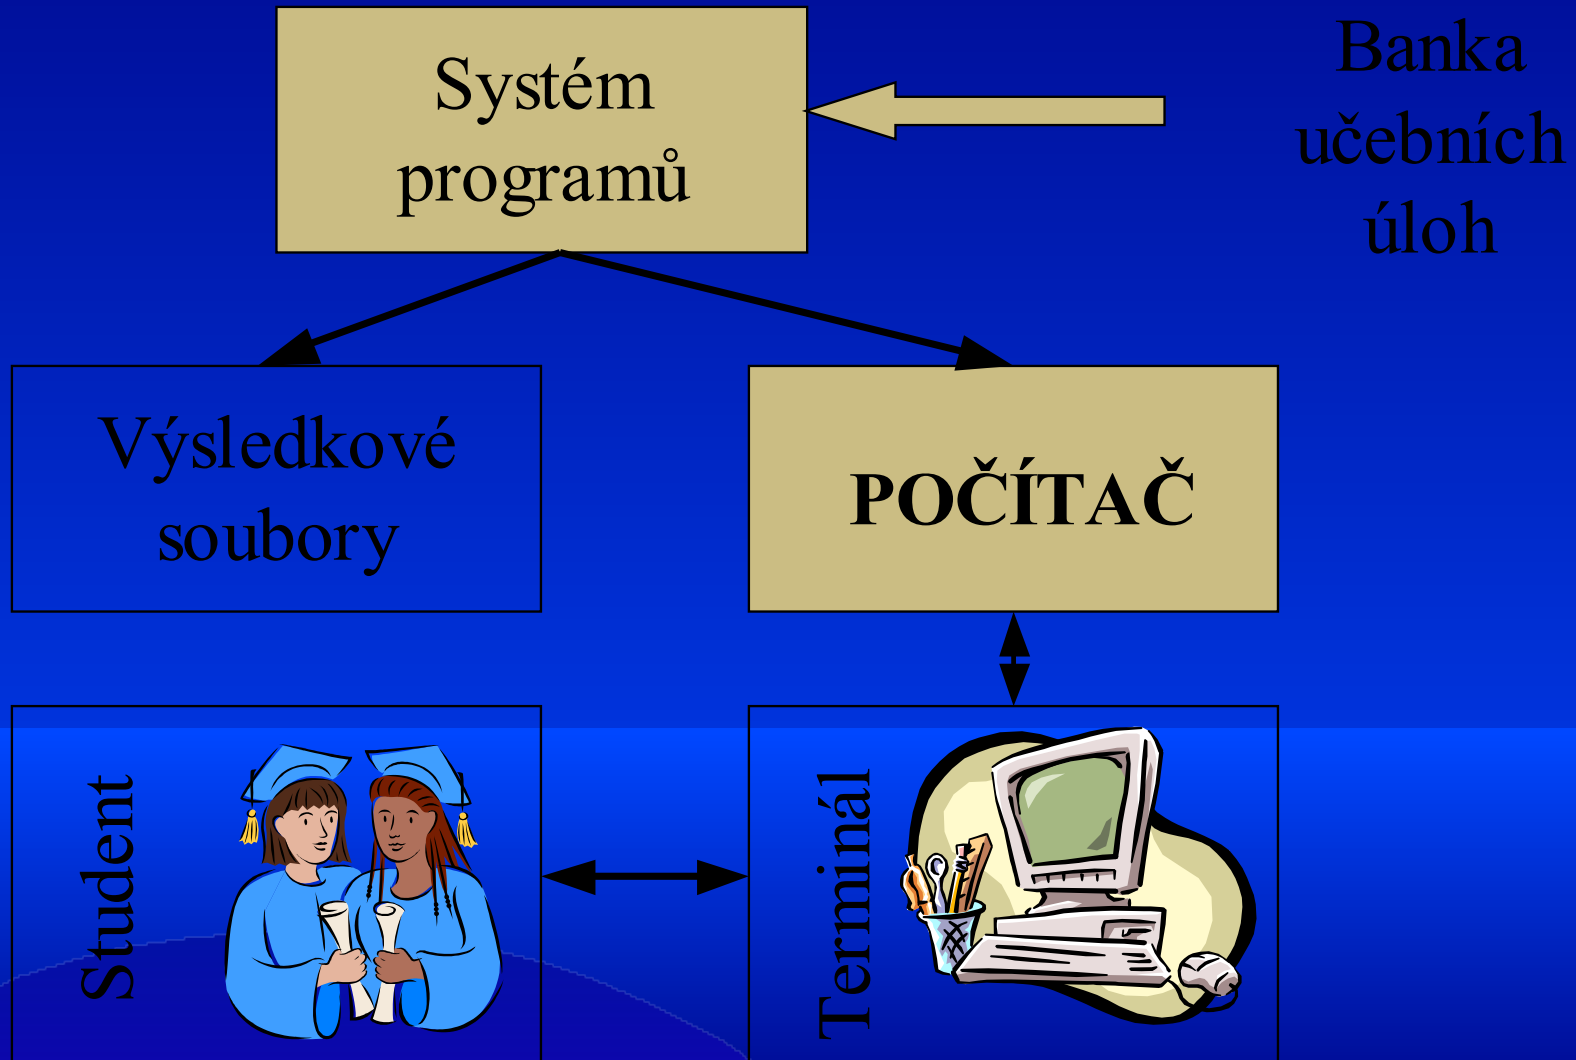 Systém
programů
Banka
učebních
úloh
Výsledkové
soubory
POČÍTAČ
Student
Terminál